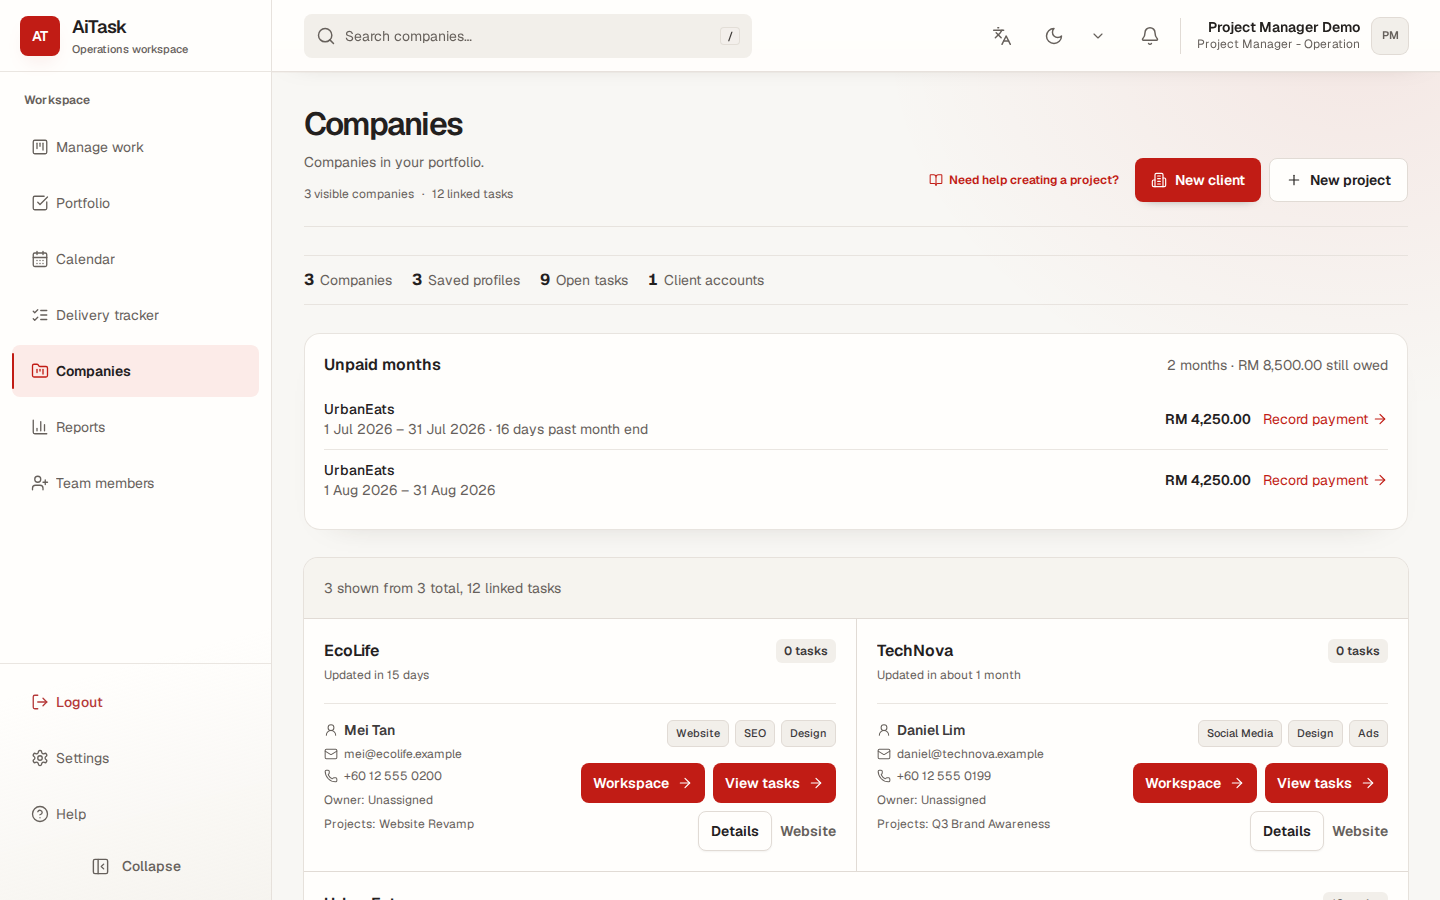 AT
AiTask
Operations workspace
Search companies...
/
Project Manager Demo
Project Manager - Operation
PM
Workspace
Manage work
Portfolio
Calendar
Delivery tracker
Companies
Reports
Team members
Logout
Settings
Help
Collapse
Companies
Companies in your portfolio.
3 visible companies · 12 linked tasks
Need help creating a project?
New client
New project
3 Companies 3 Saved profiles 9 Open tasks 1 Client accounts
Unpaid months
2 months · RM 8,500.00 still owed
UrbanEats
1 Jul 2026 – 31 Jul 2026 · 16 days past month end
RM 4,250.00 Record payment
UrbanEats
1 Aug 2026 – 31 Aug 2026
RM 4,250.00 Record payment
3 shown from 3 total, 12 linked tasks
EcoLife
0 tasks
Updated in 15 days
Mei Tan
Website SEO Design
mei@ecolife.example
+60 12 555 0200
Workspace View tasks
Owner: Unassigned
Projects: Website Revamp
Details Website
TechNova
0 tasks
Updated in about 1 month
Daniel Lim
Social Media Design Ads
daniel@technova.example
+60 12 555 0199
Workspace View tasks
Owner: Unassigned
Projects: Q3 Brand Awareness
Details Website